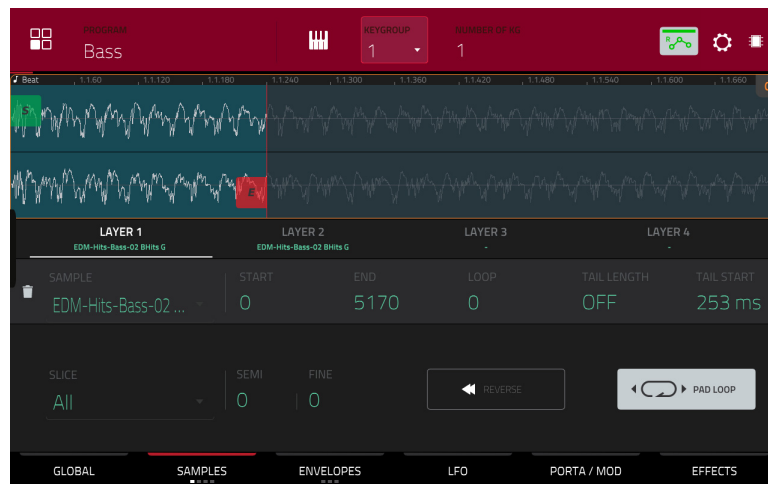 PROGRAM KEYGROUP NUMBER OF KG
Bass 1 1
R
Beat 1.1.60 1.1.120 1.1.180 1.1.240 1.1.300 1.1.360 1.1.420 1.1.480 1.1.540 1.1.600 1.1.660
S
E
LAYER 1 LAYER 2 LAYER 3 LAYER 4
EDM-Hits-Bass-02 BHits G EDM-Hits-Bass-02 BHits G - -
SAMPLE START END LOOP TAIL LENGTH TAIL START
EDM-Hits-Bass-02 ... 0 5170 0 OFF 253 ms
SLICE SEMI FINE
All 0 0
REVERSE PAD LOOP
GLOBAL SAMPLES ENVELOPES LFO PORTA / MOD EFFECTS